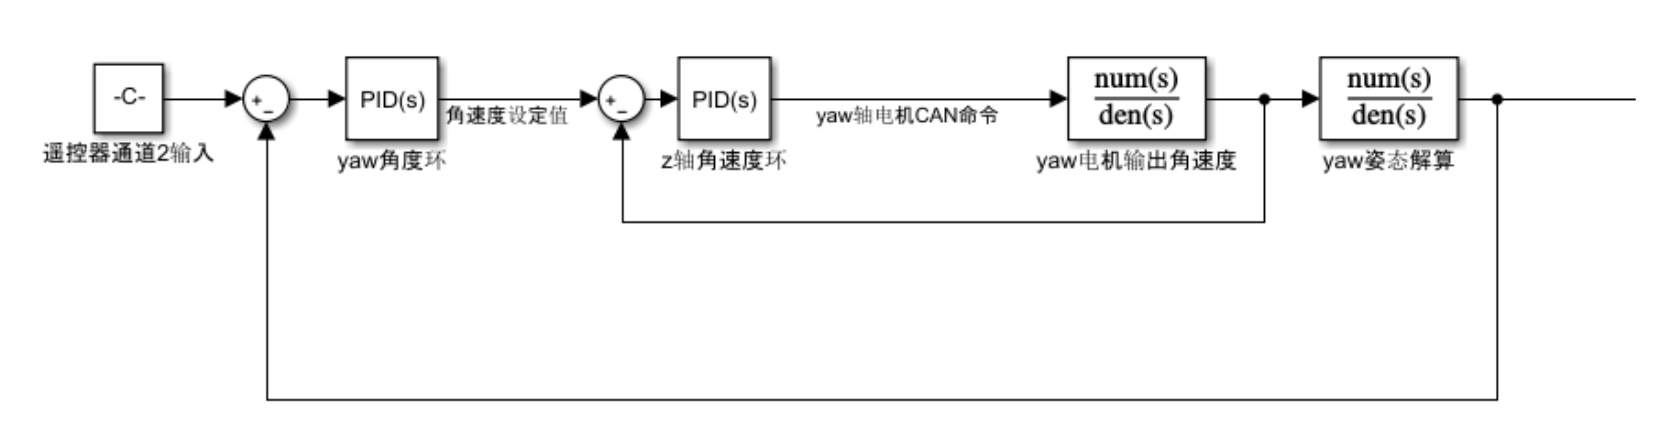 -C-
遥控器通道2输入
+
−
PID(s)
yaw角度环
角速度设定值
+
−
PID(s)
z轴角速度环
yaw轴电机CAN命令
num(s)
den(s)
yaw电机输出角速度
num(s)
den(s)
yaw姿态解算